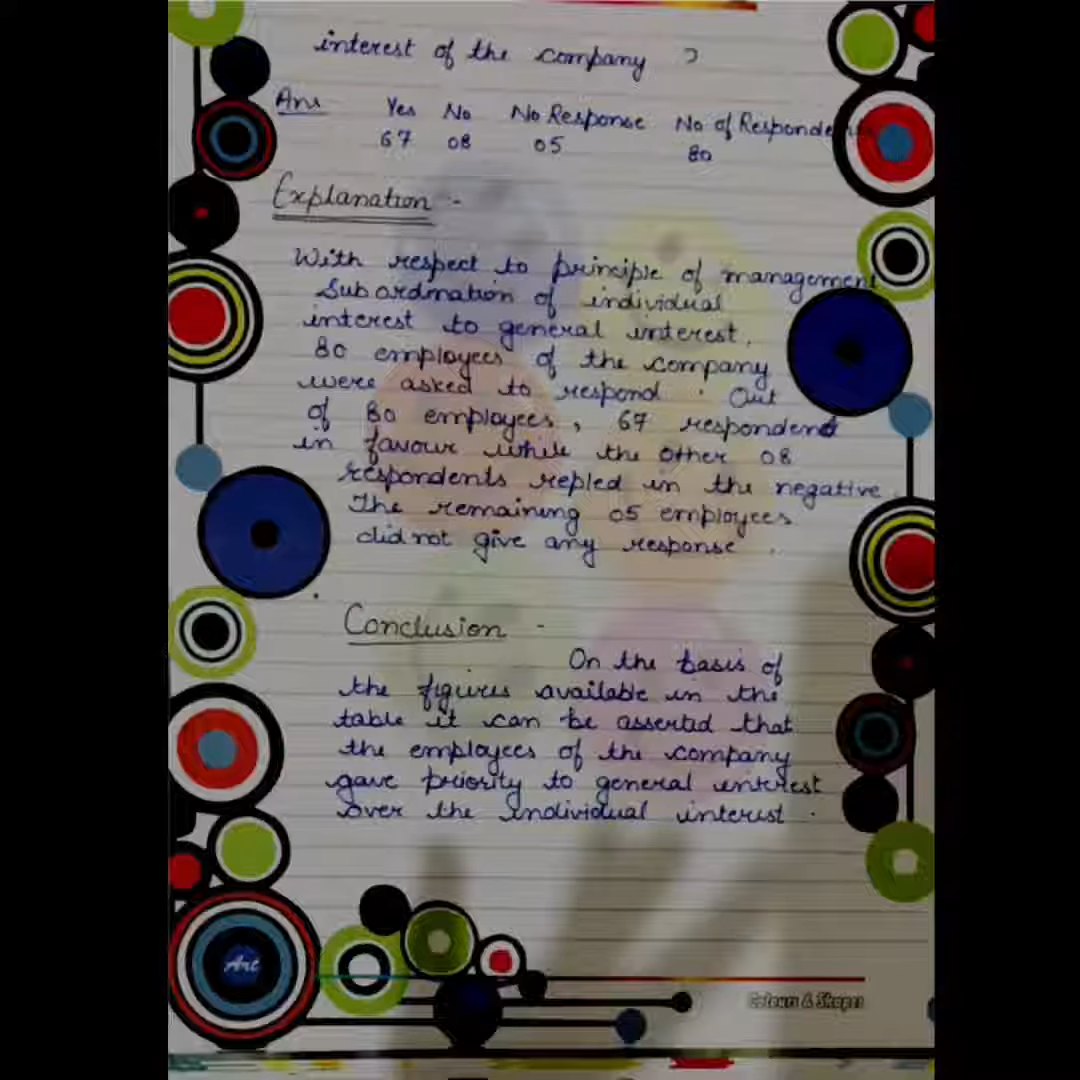 interest of the company ?
Ans Yes No No Response No of Responde
67 08 05 80
Explanation :-
With respect to principle of management
Subordination of individual
interest to general interest.
80 employees of the company
were asked to respond . Out
of 80 employees, 67 respondent
in favour while the other 08
respondents repled in the negative.
The remaining 05 employees
did not give any response .
Conclusion -
On the basis of
the figures available in the
table it can be asserted that
the employees of the company
gave priority to general interest
over the individual interest .
Art
Colours & Shapes